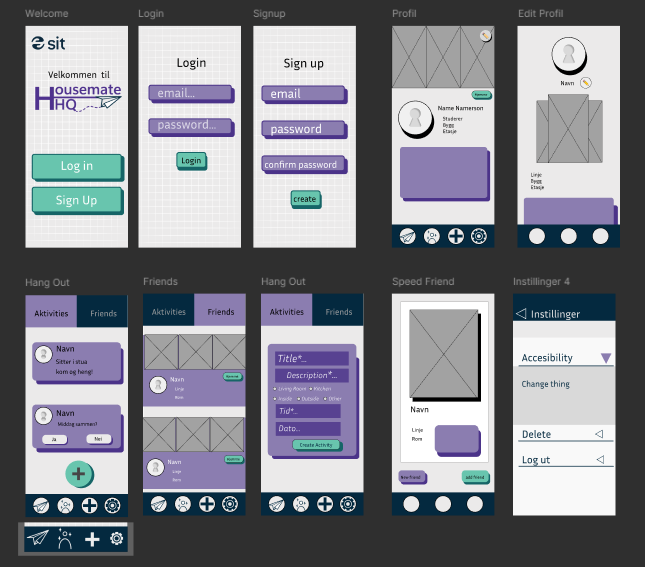 Welcome
Login
Signup
Profil
Edit Profil
sit
Velkommen til
Housemate
HQ
Log in
Sign Up
Login
email...
password...
Login
Sign up
email
password
confirm password
create
Name Namerson
Studerer
Bygg
Etasje
Navn
Linje
Bygg
Etasje
Hang Out
Friends
Hang Out
Speed Friend
Instillinger 4
Aktivities
Friends
Navn
Sitter i stua
kom og heng!
Navn
Middag sammen?
Ja
Nei
Aktivities
Friends
Navn
Linje
Rom
Navn
Linje
Rom
Aktivities
Friends
Title*...
Description*...
Living Room
Kitchen
Inside
Outside
Other
Tid*..
Dato..
Create Activity
Navn
Linje
Rom
New friend
add friend
Instillinger
Accesibility
Change thing
Delete
Log ut